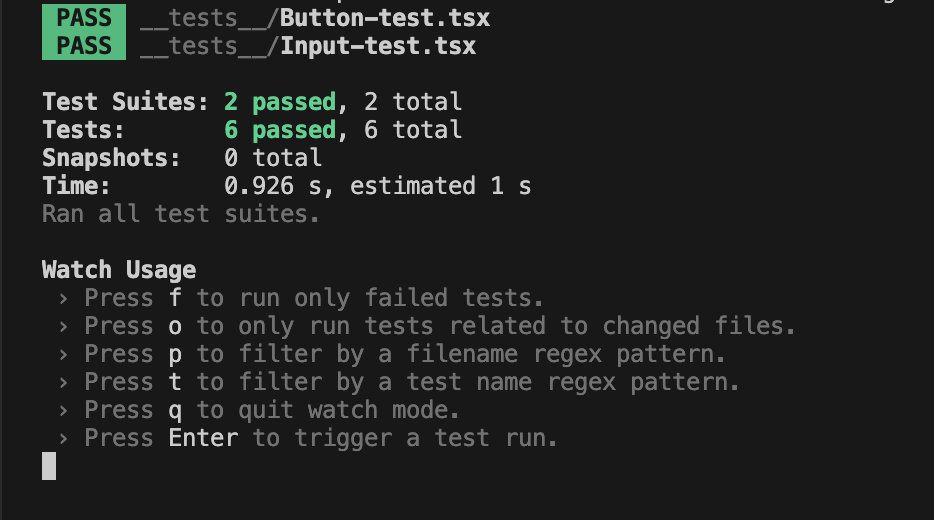 PASS __tests__/Button-test.tsx
PASS __tests__/Input-test.tsx
Test Suites: 2 passed, 2 total
Tests: 6 passed, 6 total
Snapshots: 0 total
Time: 0.926 s, estimated 1 s
Ran all test suites.
Watch Usage
› Press f to run only failed tests.
› Press o to only run tests related to changed files.
› Press p to filter by a filename regex pattern.
› Press t to filter by a test name regex pattern.
› Press q to quit watch mode.
› Press Enter to trigger a test run.